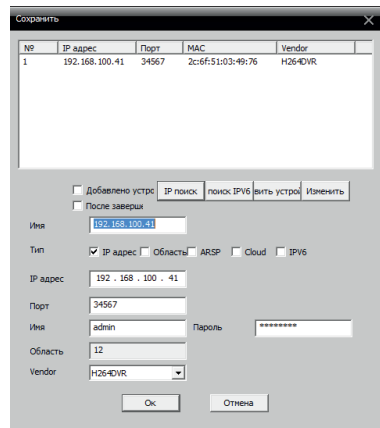 Сохранить
№ IP адрес Порт MAC Vendor
1 192.168.100.41 34567 2c:6f:51:03:49:76 H264DVR
Добавлено устрс IP поиск поиск IPV6 вить устрой Изменить
После заверши
Имя 192.168.100.41
Тип IP адрес Область ARSP Cloud IPV6
IP адрес 192 . 168 . 100 . 41
Порт 34567
Имя admin Пароль ********
Область 12
Vendor H264DVR
Ок Отмена